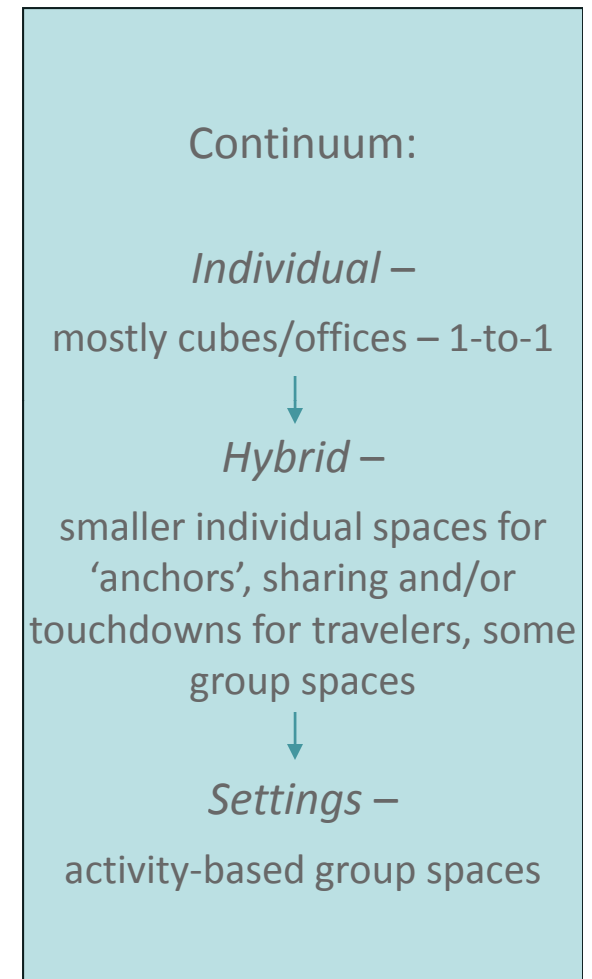 Continuum:
Individual –
mostly cubes/offices – 1-to-1
Hybrid –
smaller individual spaces for
‘anchors’, sharing and/or
touchdowns for travelers, some
group spaces
Settings –
activity-based group spaces